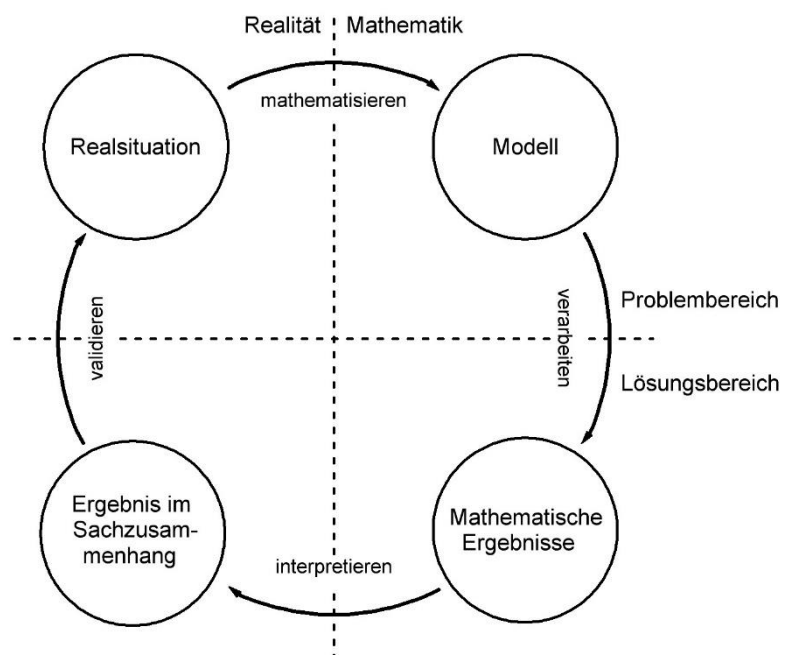 Realität Mathematik
mathematisieren
Realsituation
Modell
validieren
verarbeiten
Problembereich
Lösungsbereich
Ergebnis im
Sachzusam-
menhang
Mathematische
Ergebnisse
interpretieren